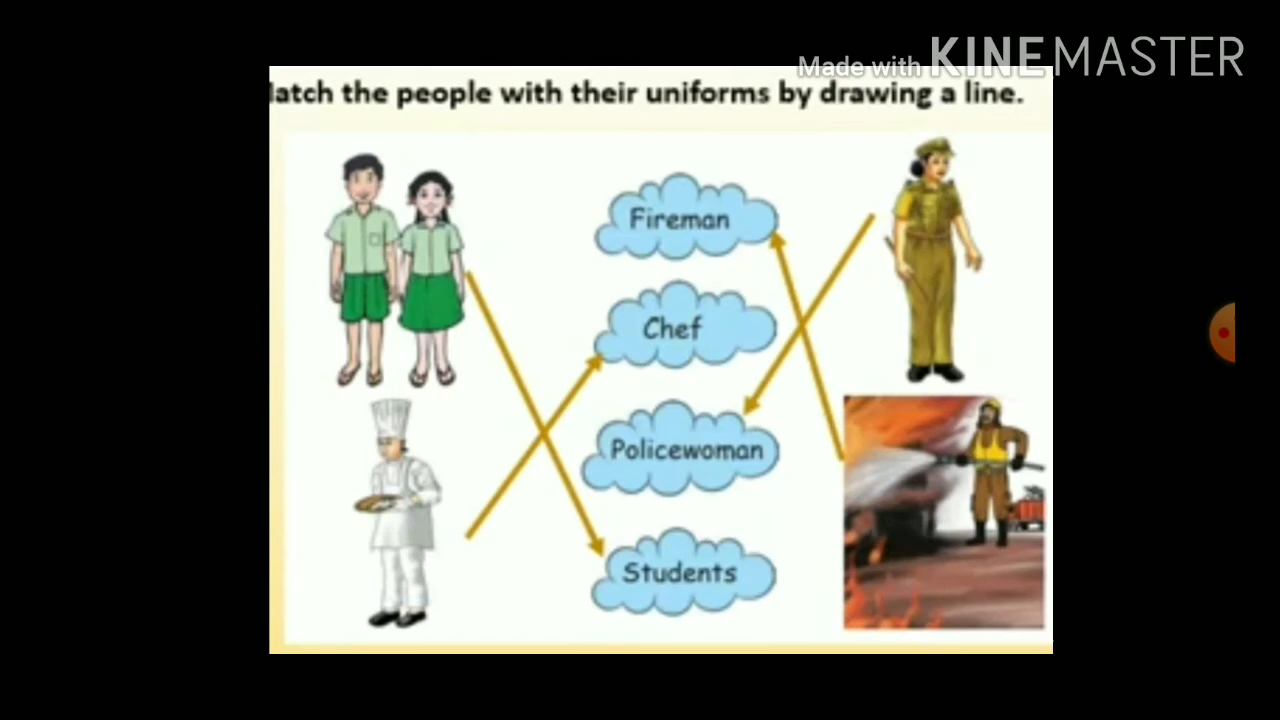 Made with KINEMASTER
latch the people with their uniforms by drawing a line.
Fireman
Chef
Policewoman
Students